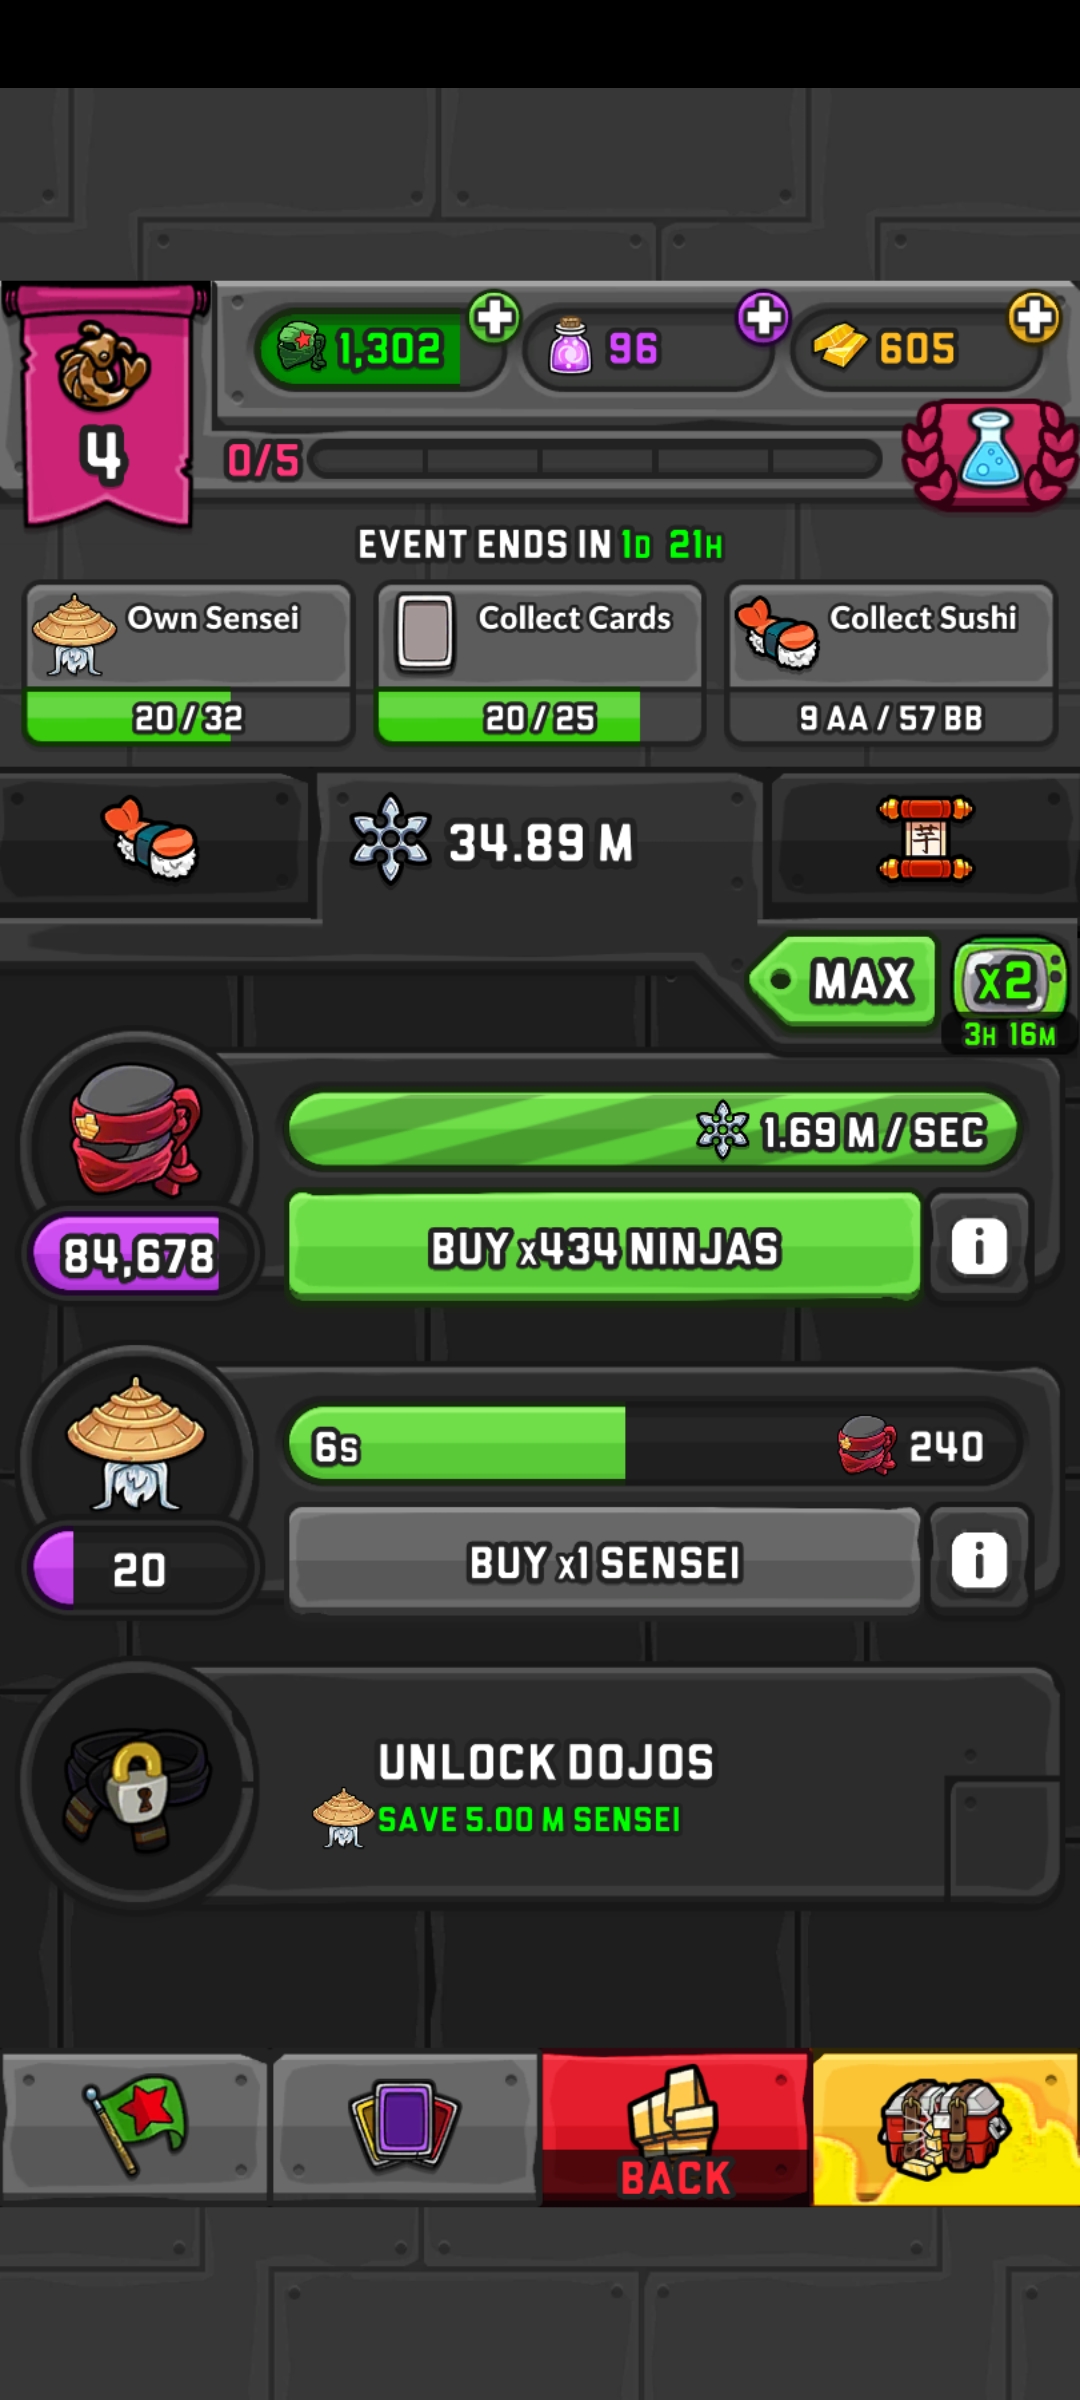 1,302
96
605
4
0/5
EVENT ENDS IN 1D 21H
Own Sensei
Collect Cards
Collect Sushi
20 / 32
20 / 25
9 AA / 57 BB
34.89 M
芋
MAX
x2
3H 16M
1.69 M / SEC
84,678
BUY x434 NINJAS
i
6s
240
20
BUY x1 SENSEI
i
UNLOCK DOJOS
SAVE 5.00 M SENSEI
BACK